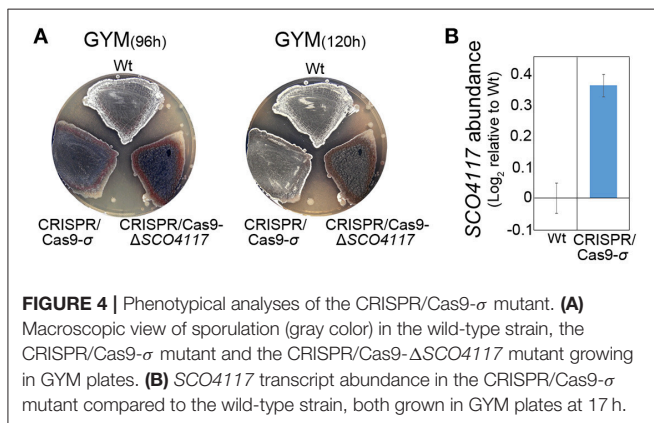 A
GYM(96h)
GYM(120h)
Wt
Wt
CRISPR/
Cas9-σ
CRISPR/Cas9-
ΔSCO4117
CRISPR/
Cas9-σ
CRISPR/Cas9-
ΔSCO4117
B
SCO4117 abundance
(Log2 relative to Wt)
0.4
0.3
0.2
0.1
0
-0.1
Wt
CRISPR/
Cas9-σ
FIGURE 4 | Phenotypical analyses of the CRISPR/Cas9-σ mutant. (A)
Macroscopic view of sporulation (gray color) in the wild-type strain, the
CRISPR/Cas9-σ mutant and the CRISPR/Cas9-ΔSCO4117 mutant growing
in GYM plates. (B) SCO4117 transcript abundance in the CRISPR/Cas9-σ
mutant compared to the wild-type strain, both grown in GYM plates at 17 h.